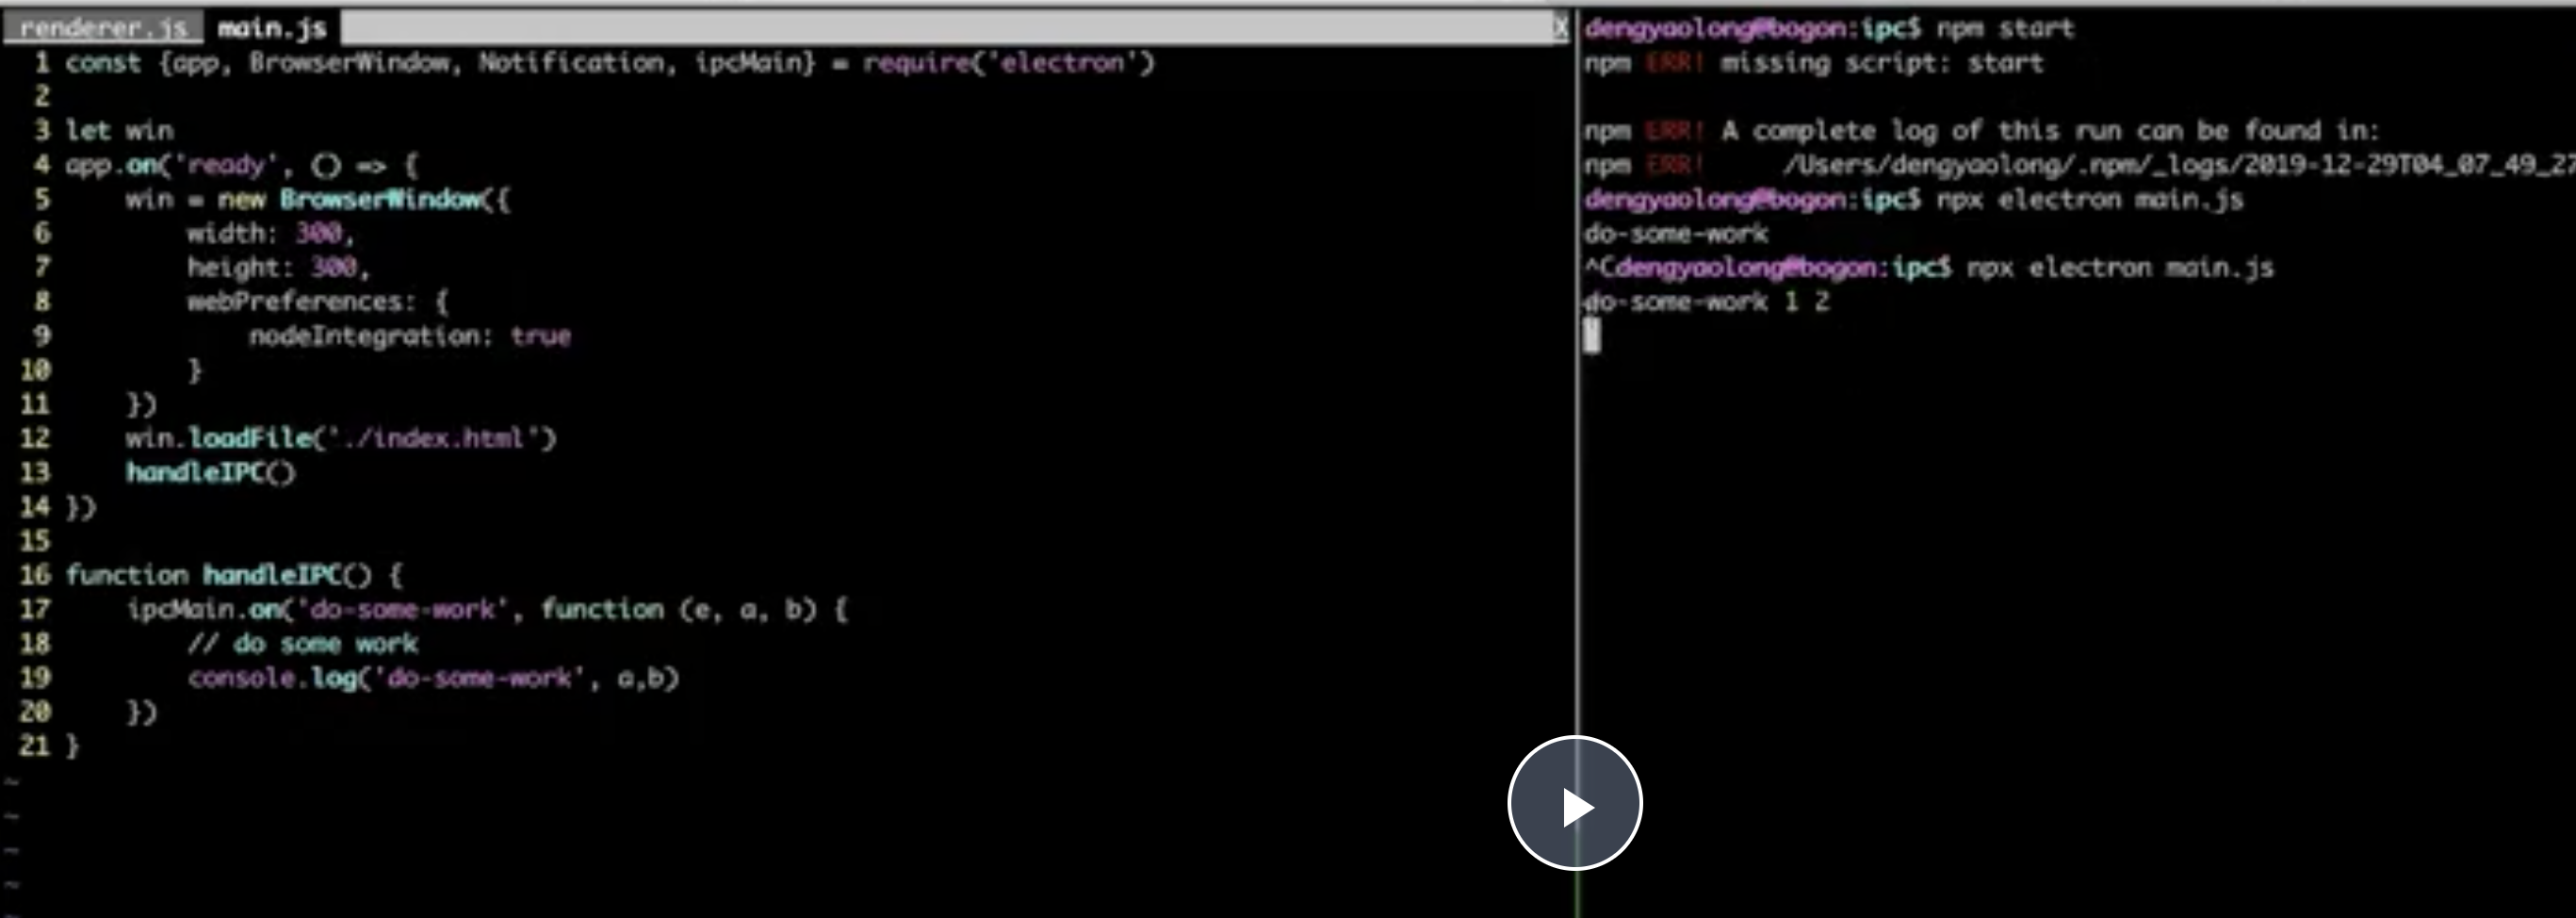 renderer.js main.js X
1 const {app, BrowserWindow, Notification, ipcMain} = require('electron')
2
3 let win
4 app.on('ready', () => {
5     win = new BrowserWindow({
6         width: 300,
7         height: 300,
8         webPreferences: {
9             nodeIntegration: true
10         }
11     })
12     win.loadFile('./index.html')
13     handleIPC()
14 })
15
16 function handleIPC() {
17     ipcMain.on('do-some-work', function (e, a, b) {
18         // do some work
19         console.log('do-some-work', a,b)
20     })
21 }
~
~
~
~
dengyaolong@bogon:ipc$ npm start
npm ERR! missing script: start
npm ERR! A complete log of this run can be found in:
npm ERR!     /Users/dengyaolong/.npm/_logs/2019-12-29T04_07_49_27
dengyaolong@bogon:ipc$ npx electron main.js
do-some-work
^Cdengyaolong@bogon:ipc$ npx electron main.js
do-some-work 1 2